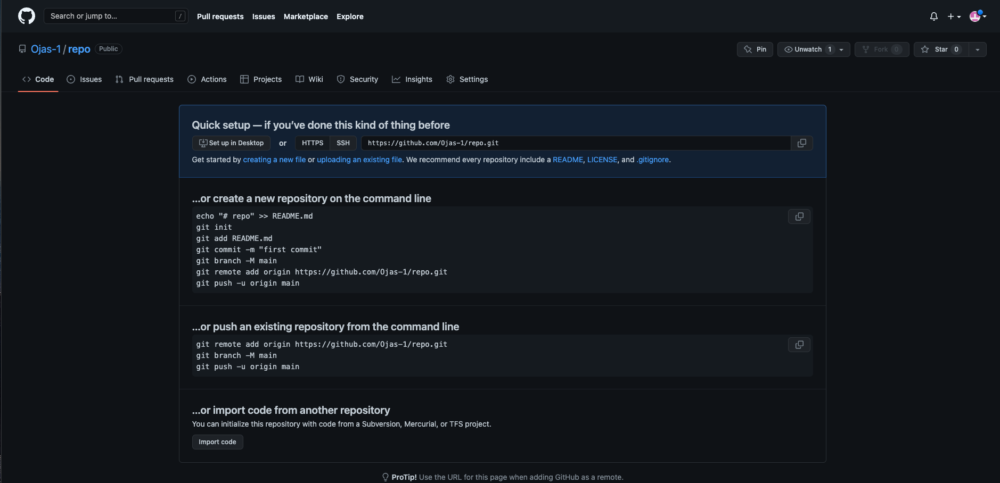 Search or jump to... /
Pull requests Issues Marketplace Explore
Ojas-1 / repo Public
Pin Unwatch 1 Fork 0 Star 0
Code Issues Pull requests Actions Projects Wiki Security Insights Settings
Quick setup — if you’ve done this kind of thing before
Set up in Desktop or HTTPS SSH https://github.com/Ojas-1/repo.git
Get started by creating a new file or uploading an existing file. We recommend every repository include a README, LICENSE, and .gitignore.
…or create a new repository on the command line
echo "# repo" >> README.md
git init
git add README.md
git commit -m "first commit"
git branch -M main
git remote add origin https://github.com/Ojas-1/repo.git
git push -u origin main
…or push an existing repository from the command line
git remote add origin https://github.com/Ojas-1/repo.git
git branch -M main
git push -u origin main
…or import code from another repository
You can initialize this repository with code from a Subversion, Mercurial, or TFS project.
Import code
ProTip! Use the URL for this page when adding GitHub as a remote.